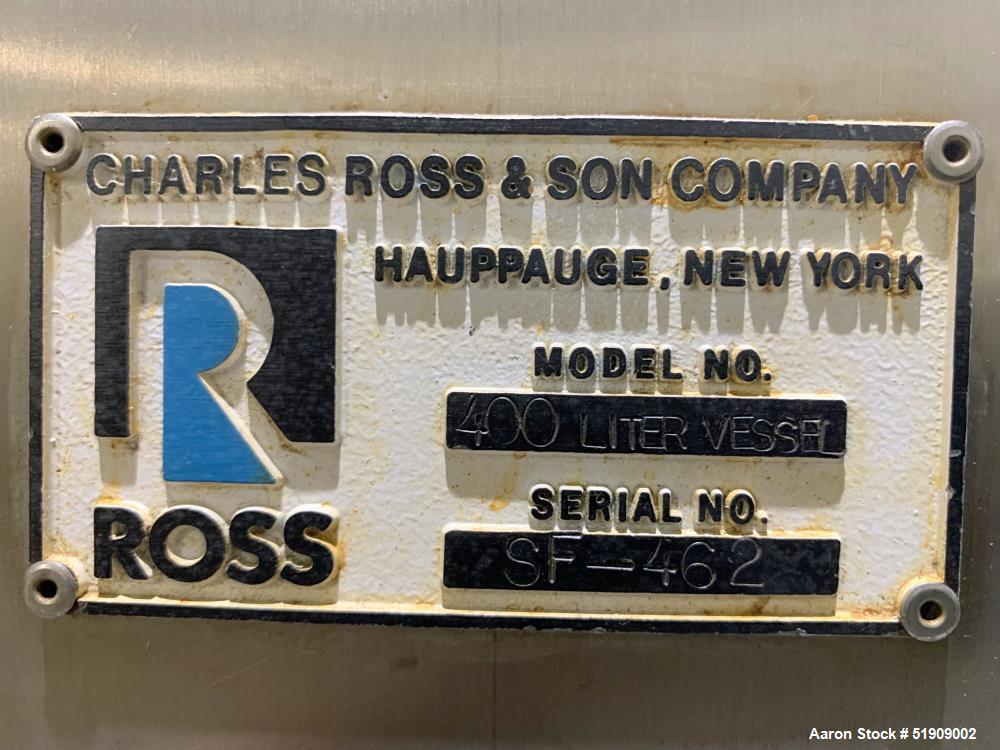 CHARLES ROSS & SON COMPANY
HAUPPAUGE, NEW YORK
R
ROSS
MODEL NO.
400 LITER VESSEL
SERIAL NO.
SF-462
Aaron Stock # 51909002